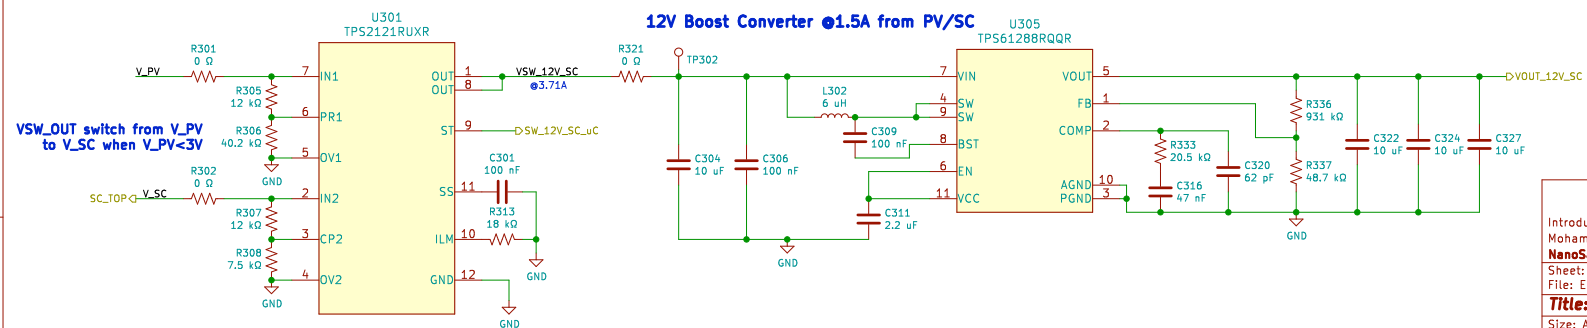 12V Boost Converter @1.5A from PV/SC
U301
TPS2121RUXR
R301
0 Ω
V_PV
7
IN1
R305
12 kΩ
6
PR1
R306
40.2 kΩ
VSW_OUT switch from V_PV
to V_SC when V_PV<3V
5
OV1
GND
R302
0 Ω
SC_TOP
V_SC
2
IN2
R307
12 kΩ
3
CP2
R308
7.5 kΩ
4
OV2
GND
OUT
1
OUT
8
VSW_12V_SC
@3.71A
ST
9
SW_12V_SC_uC
C301
100 nF
SS
11
R313
18 kΩ
ILM
10
GND
GND
12
GND
R321
0 Ω
TP302
C304
10 uF
C306
100 nF
GND
L302
6 uH
C309
100 nF
C311
2.2 uF
U305
TPS61288RQQR
7
VIN
4
SW
9
SW
8
BST
6
EN
11
VCC
VOUT
5
FB
1
COMP
2
AGND
10
PGND
3
R333
20.5 kΩ
C316
47 nF
C320
62 pF
R336
931 kΩ
R337
48.7 kΩ
GND
C322
10 uF
C324
10 uF
C327
10 uF
VOUT_12V_SC
Introdu
Moham
NanoS
Sheet:
File: E
Title:
Size: A